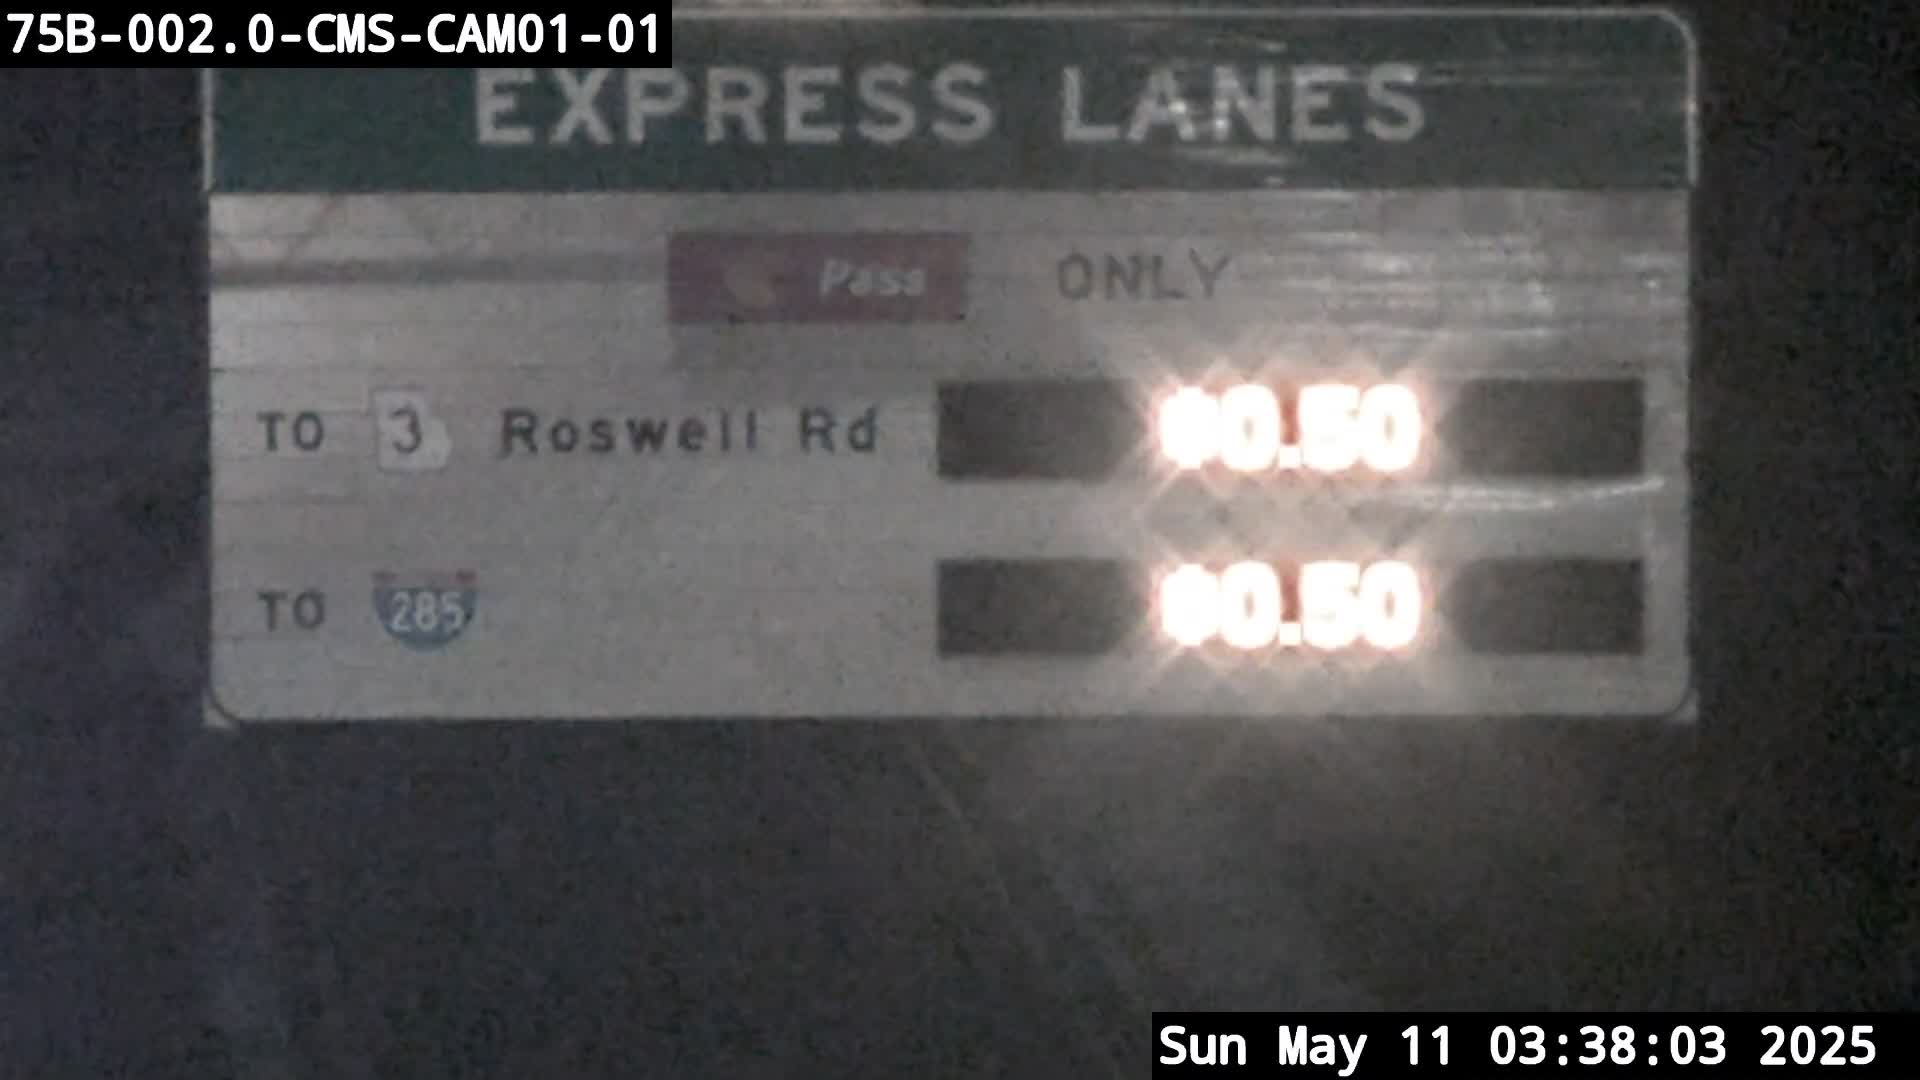 75B-002.0-CMS-CAM01-01
EXPRESS LANES
Pass ONLY
TO 3 Roswell Rd $0.50
TO 285 $0.50
Sun May 11 03:38:03 2025